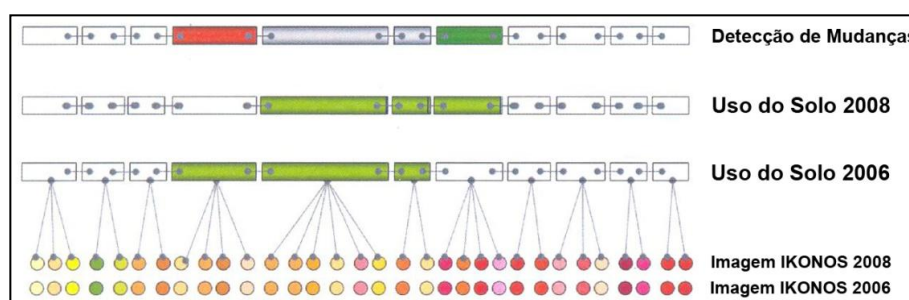 Detecção de Mudanças
Uso do Solo 2008
Uso do Solo 2006
Imagem IKONOS 2008
Imagem IKONOS 2006